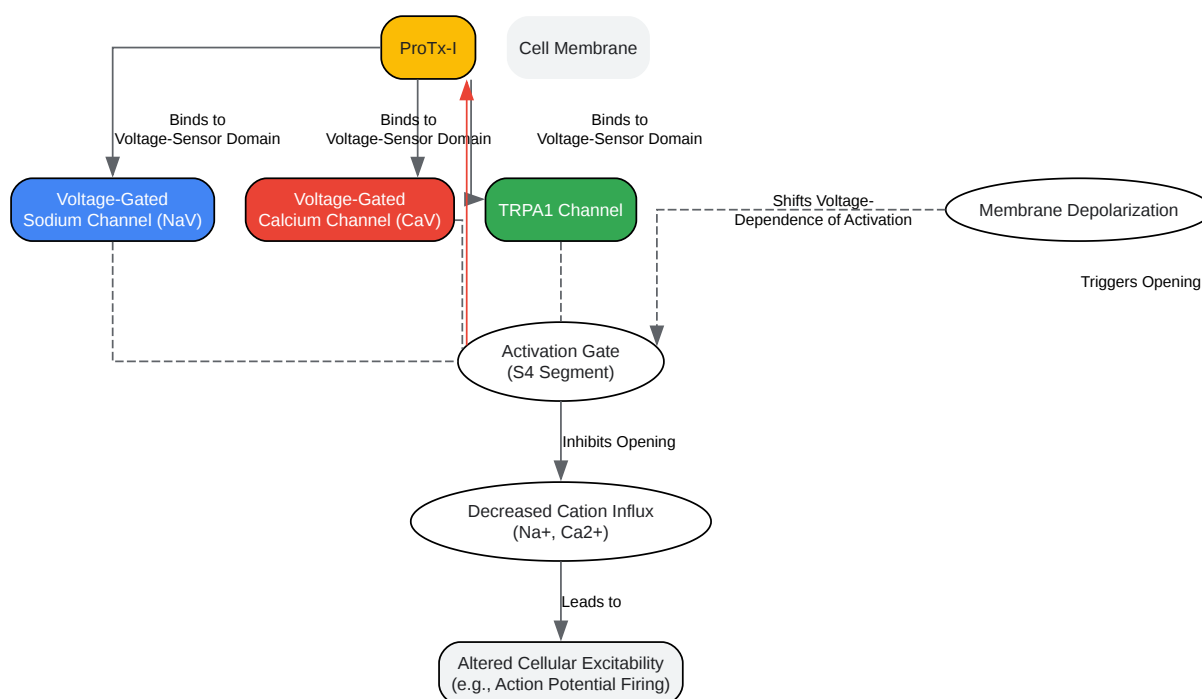 ProTx-I
Cell Membrane
Binds to
Voltage-Sensor Domain
Binds to
Voltage-Sensor Domain
Binds to
Voltage-Sensor Domain
Voltage-Gated
Sodium Channel (NaV)
Voltage-Gated
Calcium Channel (CaV)
TRPA1 Channel
Shifts Voltage-
Dependence of Activation
Membrane Depolarization
Triggers Opening
Activation Gate
(S4 Segment)
Inhibits Opening
Decreased Cation Influx
(Na+, Ca2+)
Leads to
Altered Cellular Excitability
(e.g., Action Potential Firing)